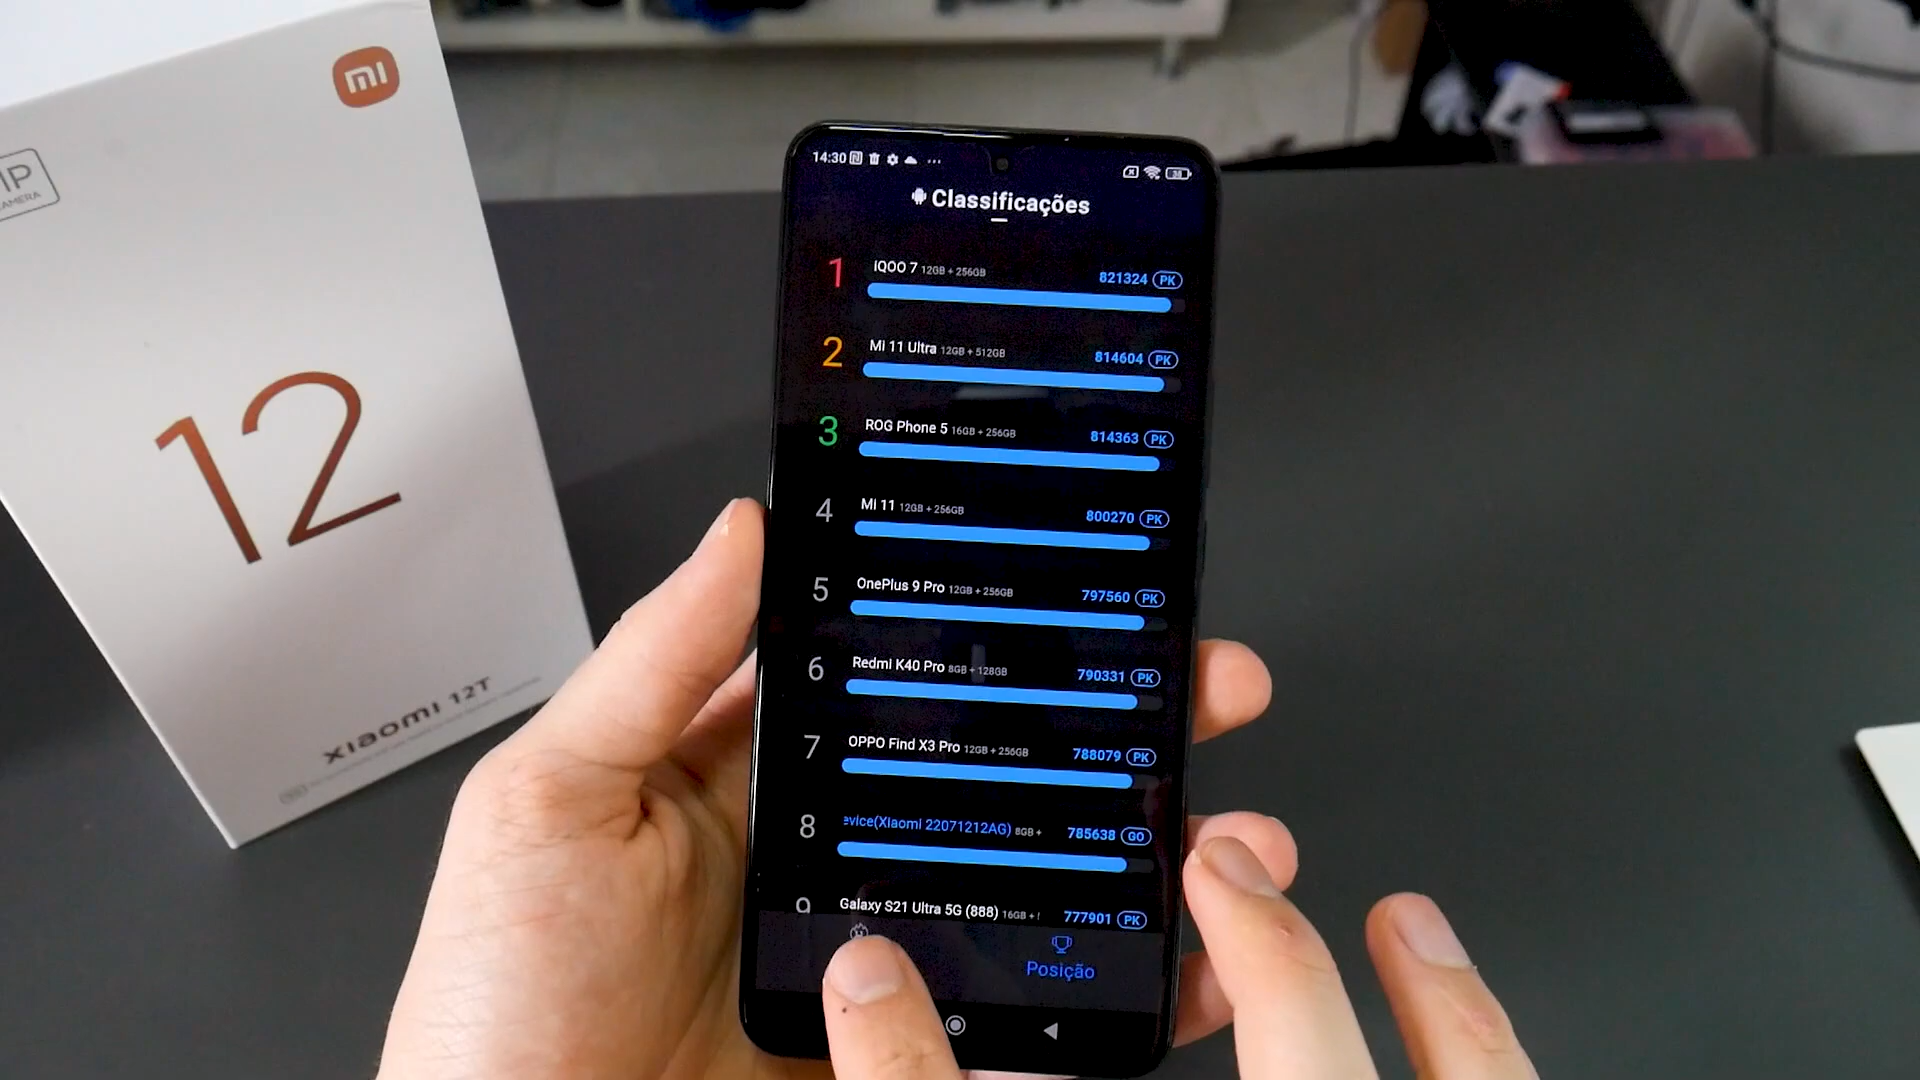 mi
IP
AMERA
12
XIAOMI 12T
14:30
38
Classificações
1 IQOO 7 12GB + 256GB 821324 PK
2 Mi 11 Ultra 12GB + 512GB 814604 PK
3 ROG Phone 5 16GB + 256GB 814363 PK
4 Mi 11 12GB + 256GB 800270 PK
5 OnePlus 9 Pro 12GB + 256GB 797560 PK
6 Redmi K40 Pro 8GB + 128GB 790331 PK
7 OPPO Find X3 Pro 12GB + 256GB 788079 PK
8 evice(Xiaomi 22071212AG) 8GB + 785638 GO
9 Galaxy S21 Ultra 5G (888) 16GB + 777901 PK
Posição